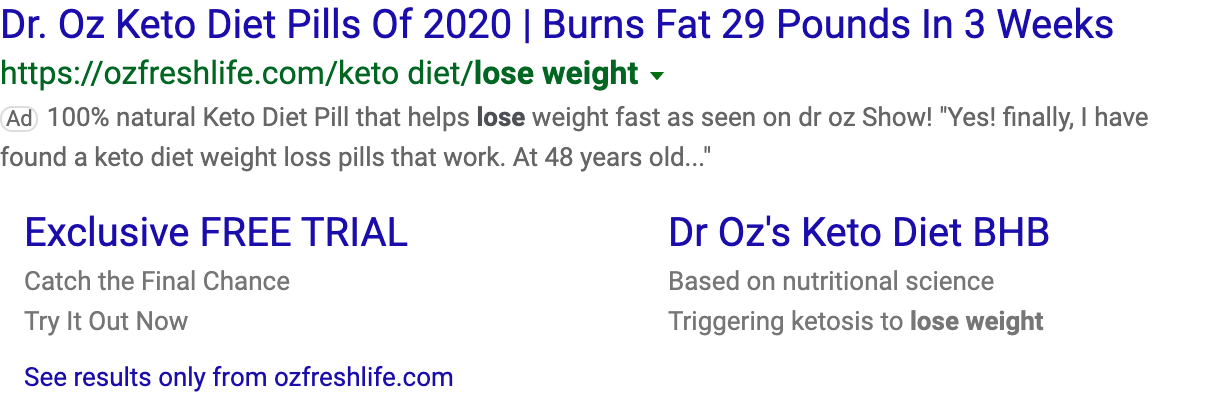 Dr. Oz Keto Diet Pills Of 2020 | Burns Fat 29 Pounds In 3 Weeks
https://ozfreshlife.com/keto diet/lose weight
Ad 100% natural Keto Diet Pill that helps lose weight fast as seen on dr oz Show! "Yes! finally, I have
found a keto diet weight loss pills that work. At 48 years old..."
Exclusive FREE TRIAL
Catch the Final Chance
Try It Out Now
Dr Oz's Keto Diet BHB
Based on nutritional science
Triggering ketosis to lose weight
See results only from ozfreshlife.com